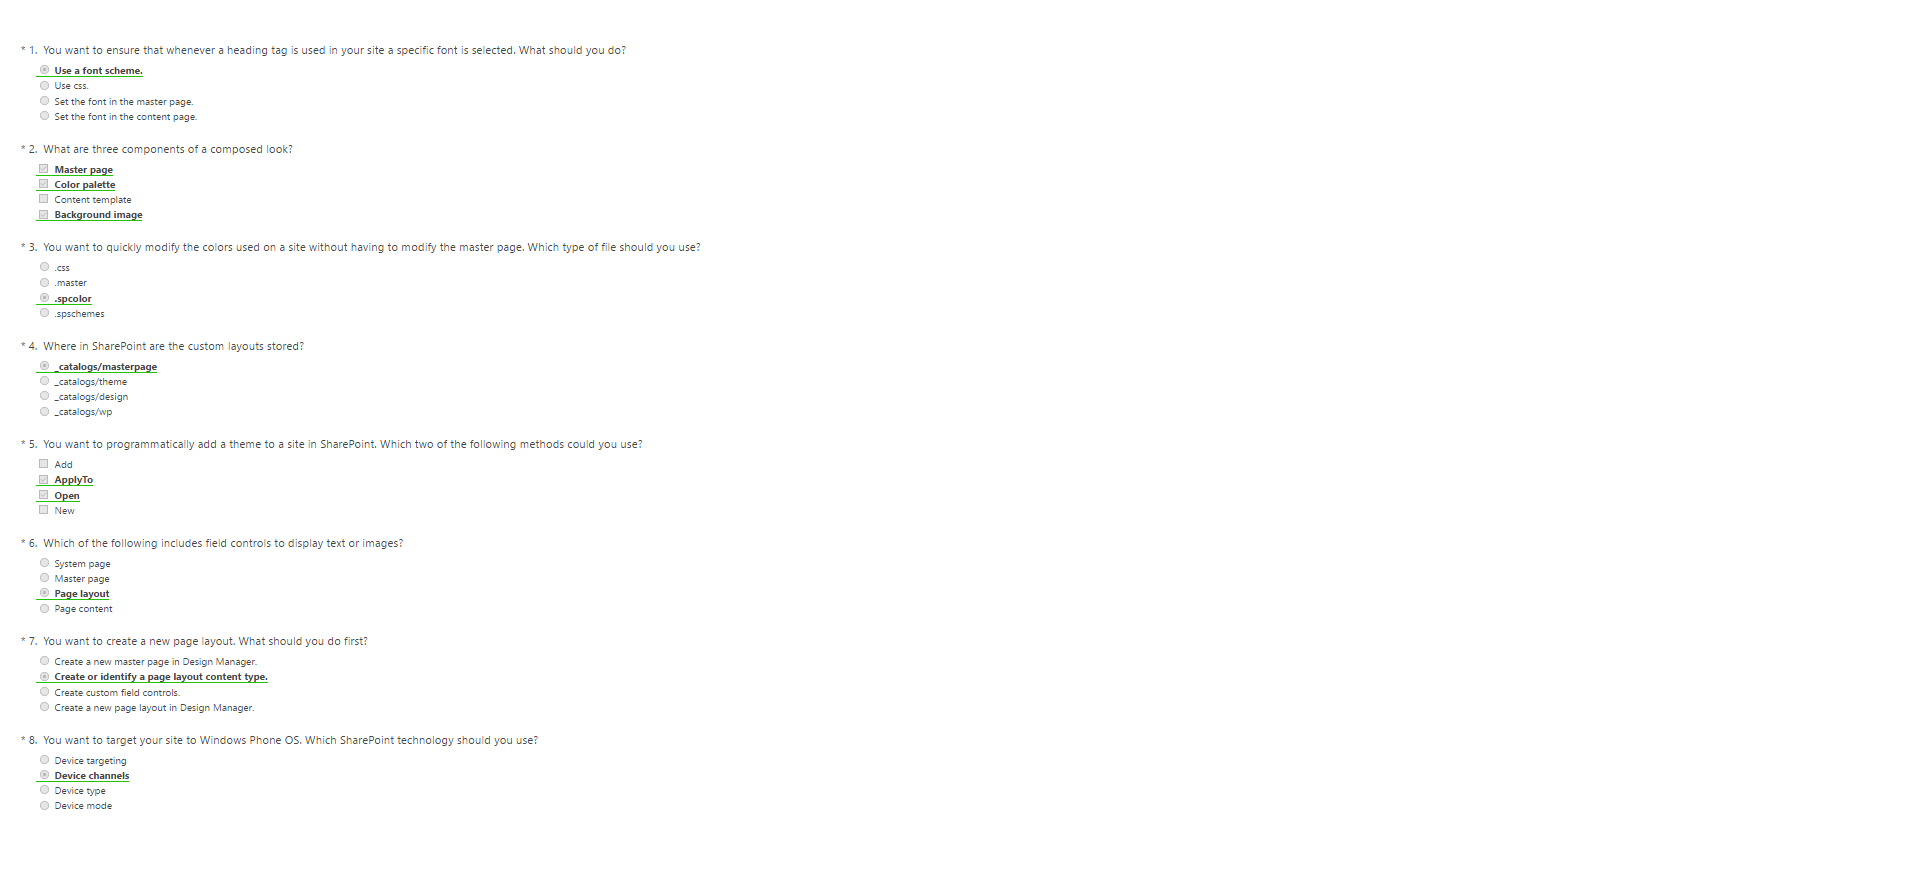 * 1. You want to ensure that whenever a heading tag is used in your site a specific font is selected. What should you do?
Use a font scheme.
Use css.
Set the font in the master page.
Set the font in the content page.
* 2. What are three components of a composed look?
Master page
Color palette
Content template
Background image
* 3. You want to quickly modify the colors used on a site without having to modify the master page. Which type of file should you use?
.css
.master
.spcolor
.spschemes
* 4. Where in SharePoint are the custom layouts stored?
_catalogs/masterpage
_catalogs/theme
_catalogs/design
_catalogs/wp
* 5. You want to programmatically add a theme to a site in SharePoint. Which two of the following methods could you use?
Add
ApplyTo
Open
New
* 6. Which of the following includes field controls to display text or images?
System page
Master page
Page layout
Page content
* 7. You want to create a new page layout. What should you do first?
Create a new master page in Design Manager.
Create or identify a page layout content type.
Create custom field controls.
Create a new page layout in Design Manager.
* 8. You want to target your site to Windows Phone OS. Which SharePoint technology should you use?
Device targeting
Device channels
Device type
Device mode